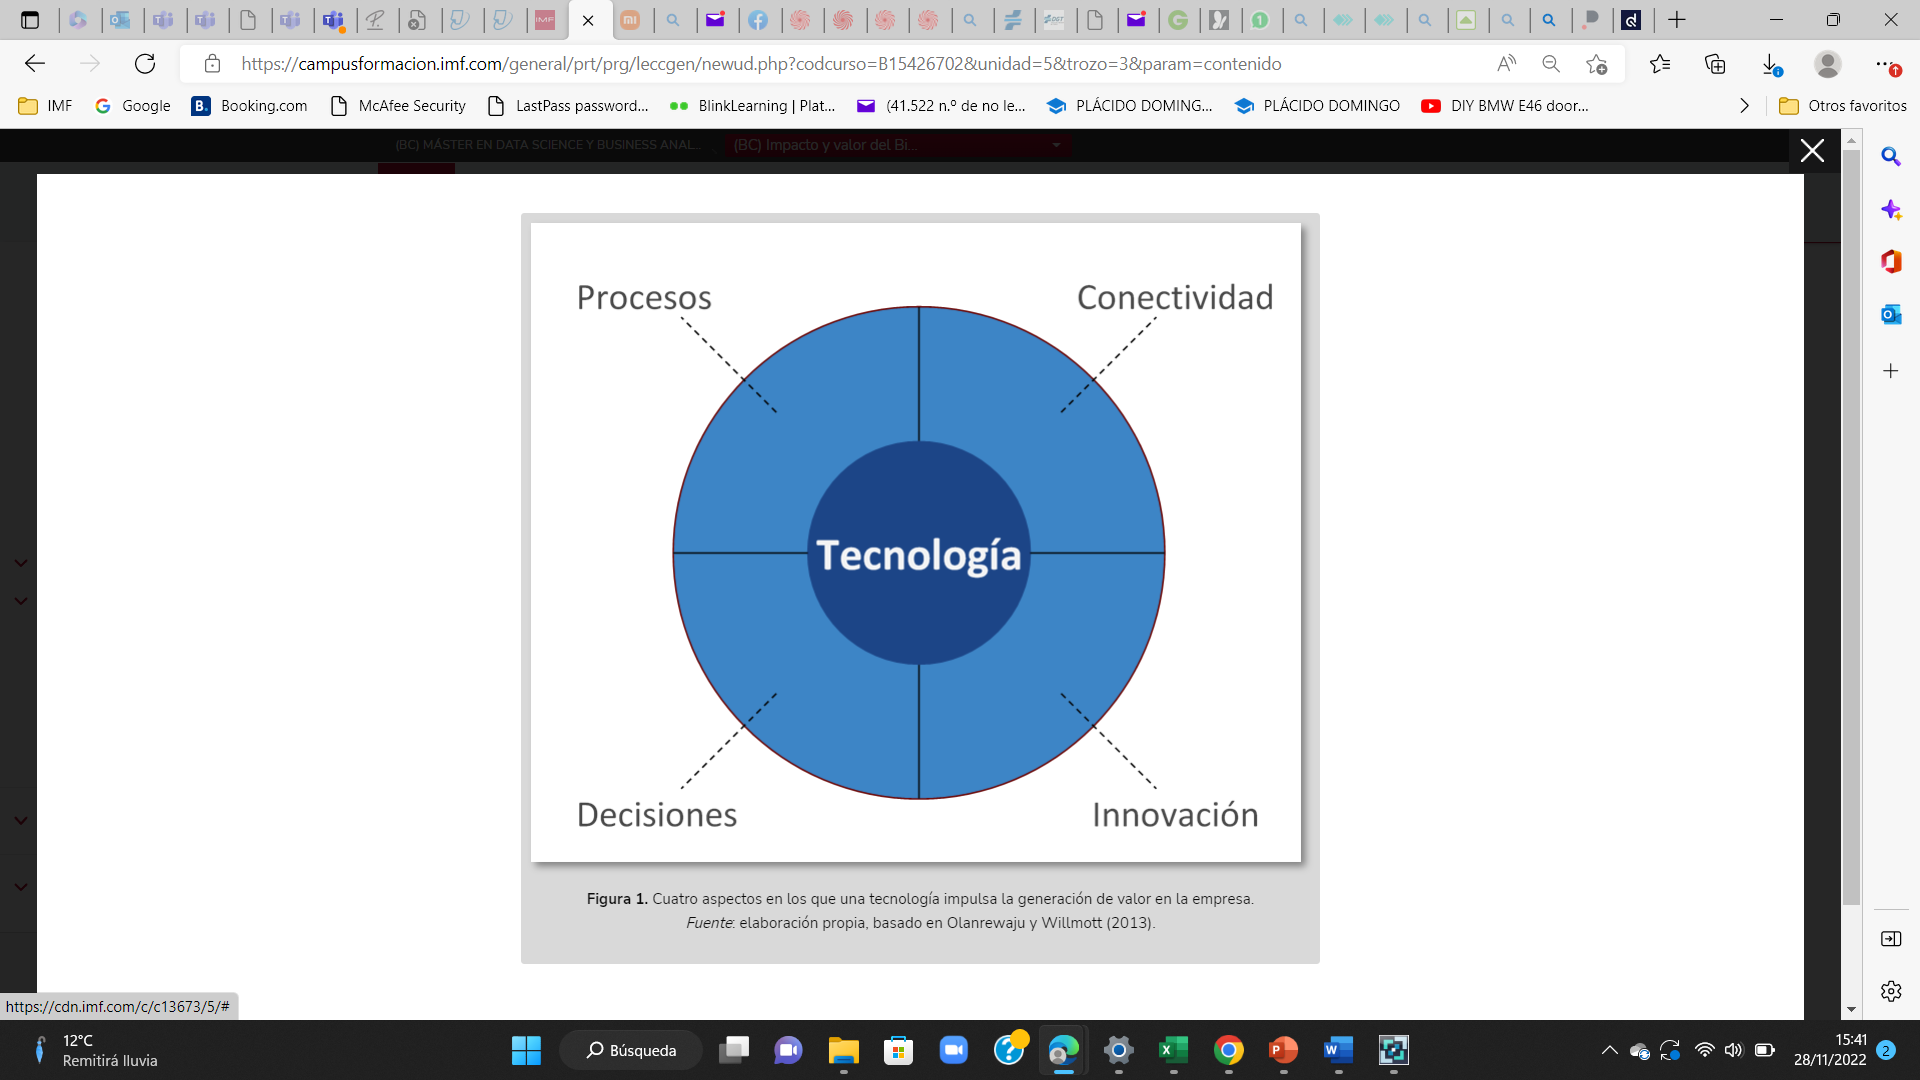 https://campusformacion.imf.com/general/prt/prg/leccgen/newud.php?codcurso=B15426702&unidad=5&trozo=3&param=contenido
IMF
Google
Booking.com
McAfee Security
LastPass password...
BlinkLearning | Plat...
(41.522 n.º de no le...
PLÁCIDO DOMING...
PLÁCIDO DOMINGO
DIY BMW E46 door...
Otros favoritos
(BC) MÁSTER EN DATA SCIENCE Y BUSINESS ANAL...
(BC) Impacto y valor del Bi...
Procesos
Conectividad
Tecnología
Decisiones
Innovación
Figura 1. Cuatro aspectos en los que una tecnología impulsa la generación de valor en la empresa.
Fuente: elaboración propia, basado en Olanrewaju y Willmott (2013).
https://cdn.imf.com/c/c13673/5/#
12°C
Remitirá lluvia
Búsqueda
15:41
28/11/2022
2